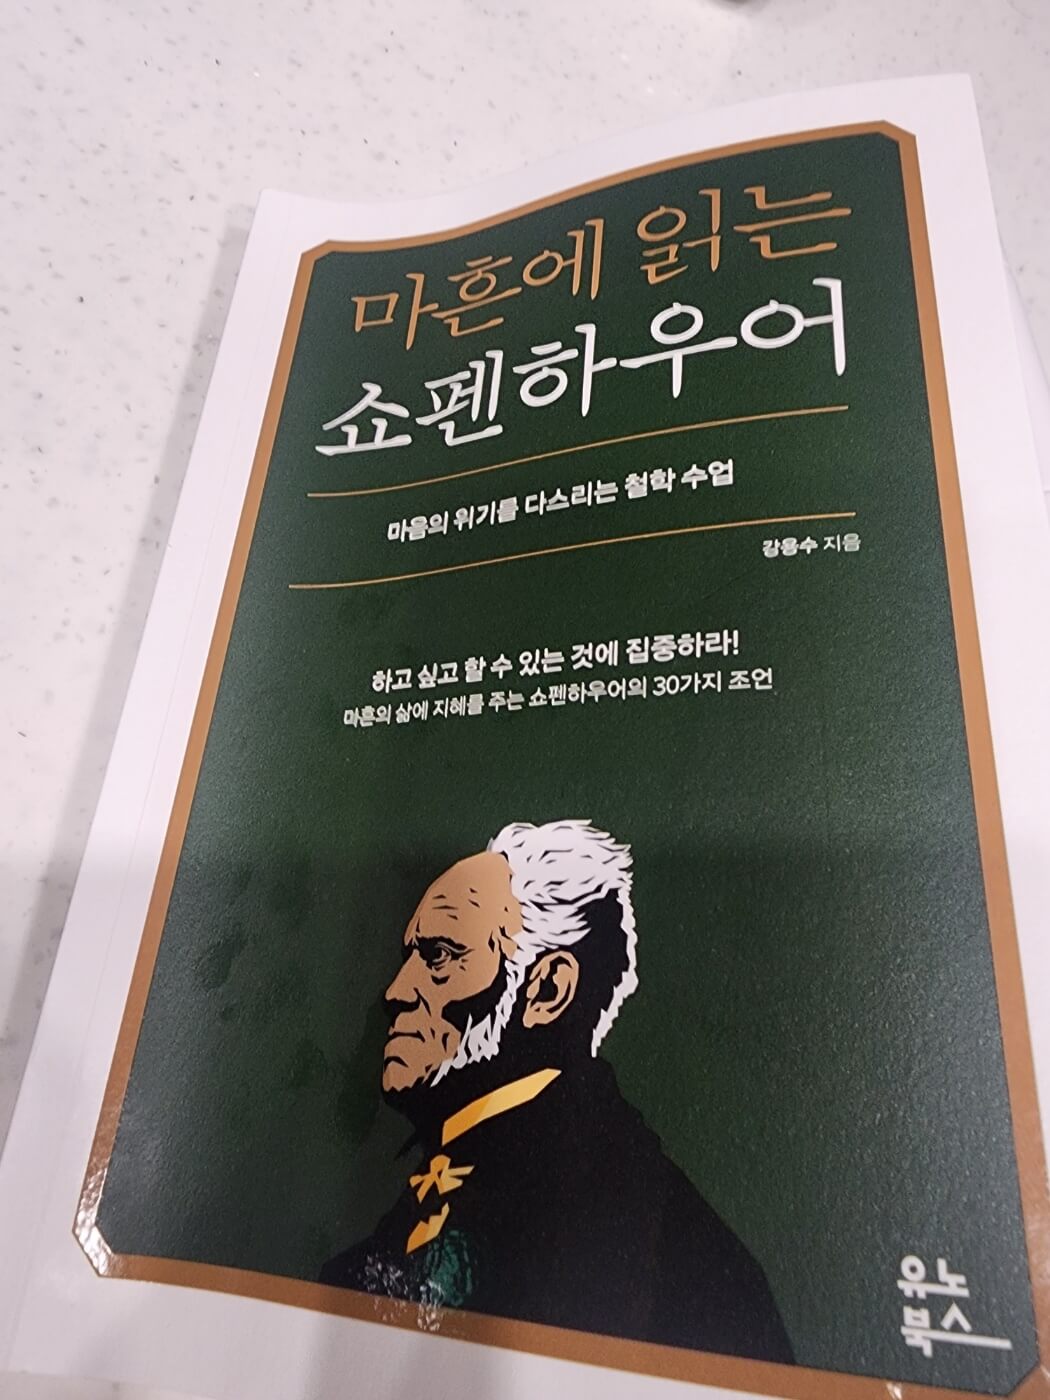 마흔에 읽는
쇼펜하우어
마음의 위기를 다스리는 철학 수업
강용수 지음
하고 싶고 할 수 있는 것에 집중하라!
마흔의 삶에 지혜를 주는 쇼펜하우어의 30가지 조언
유노
북스